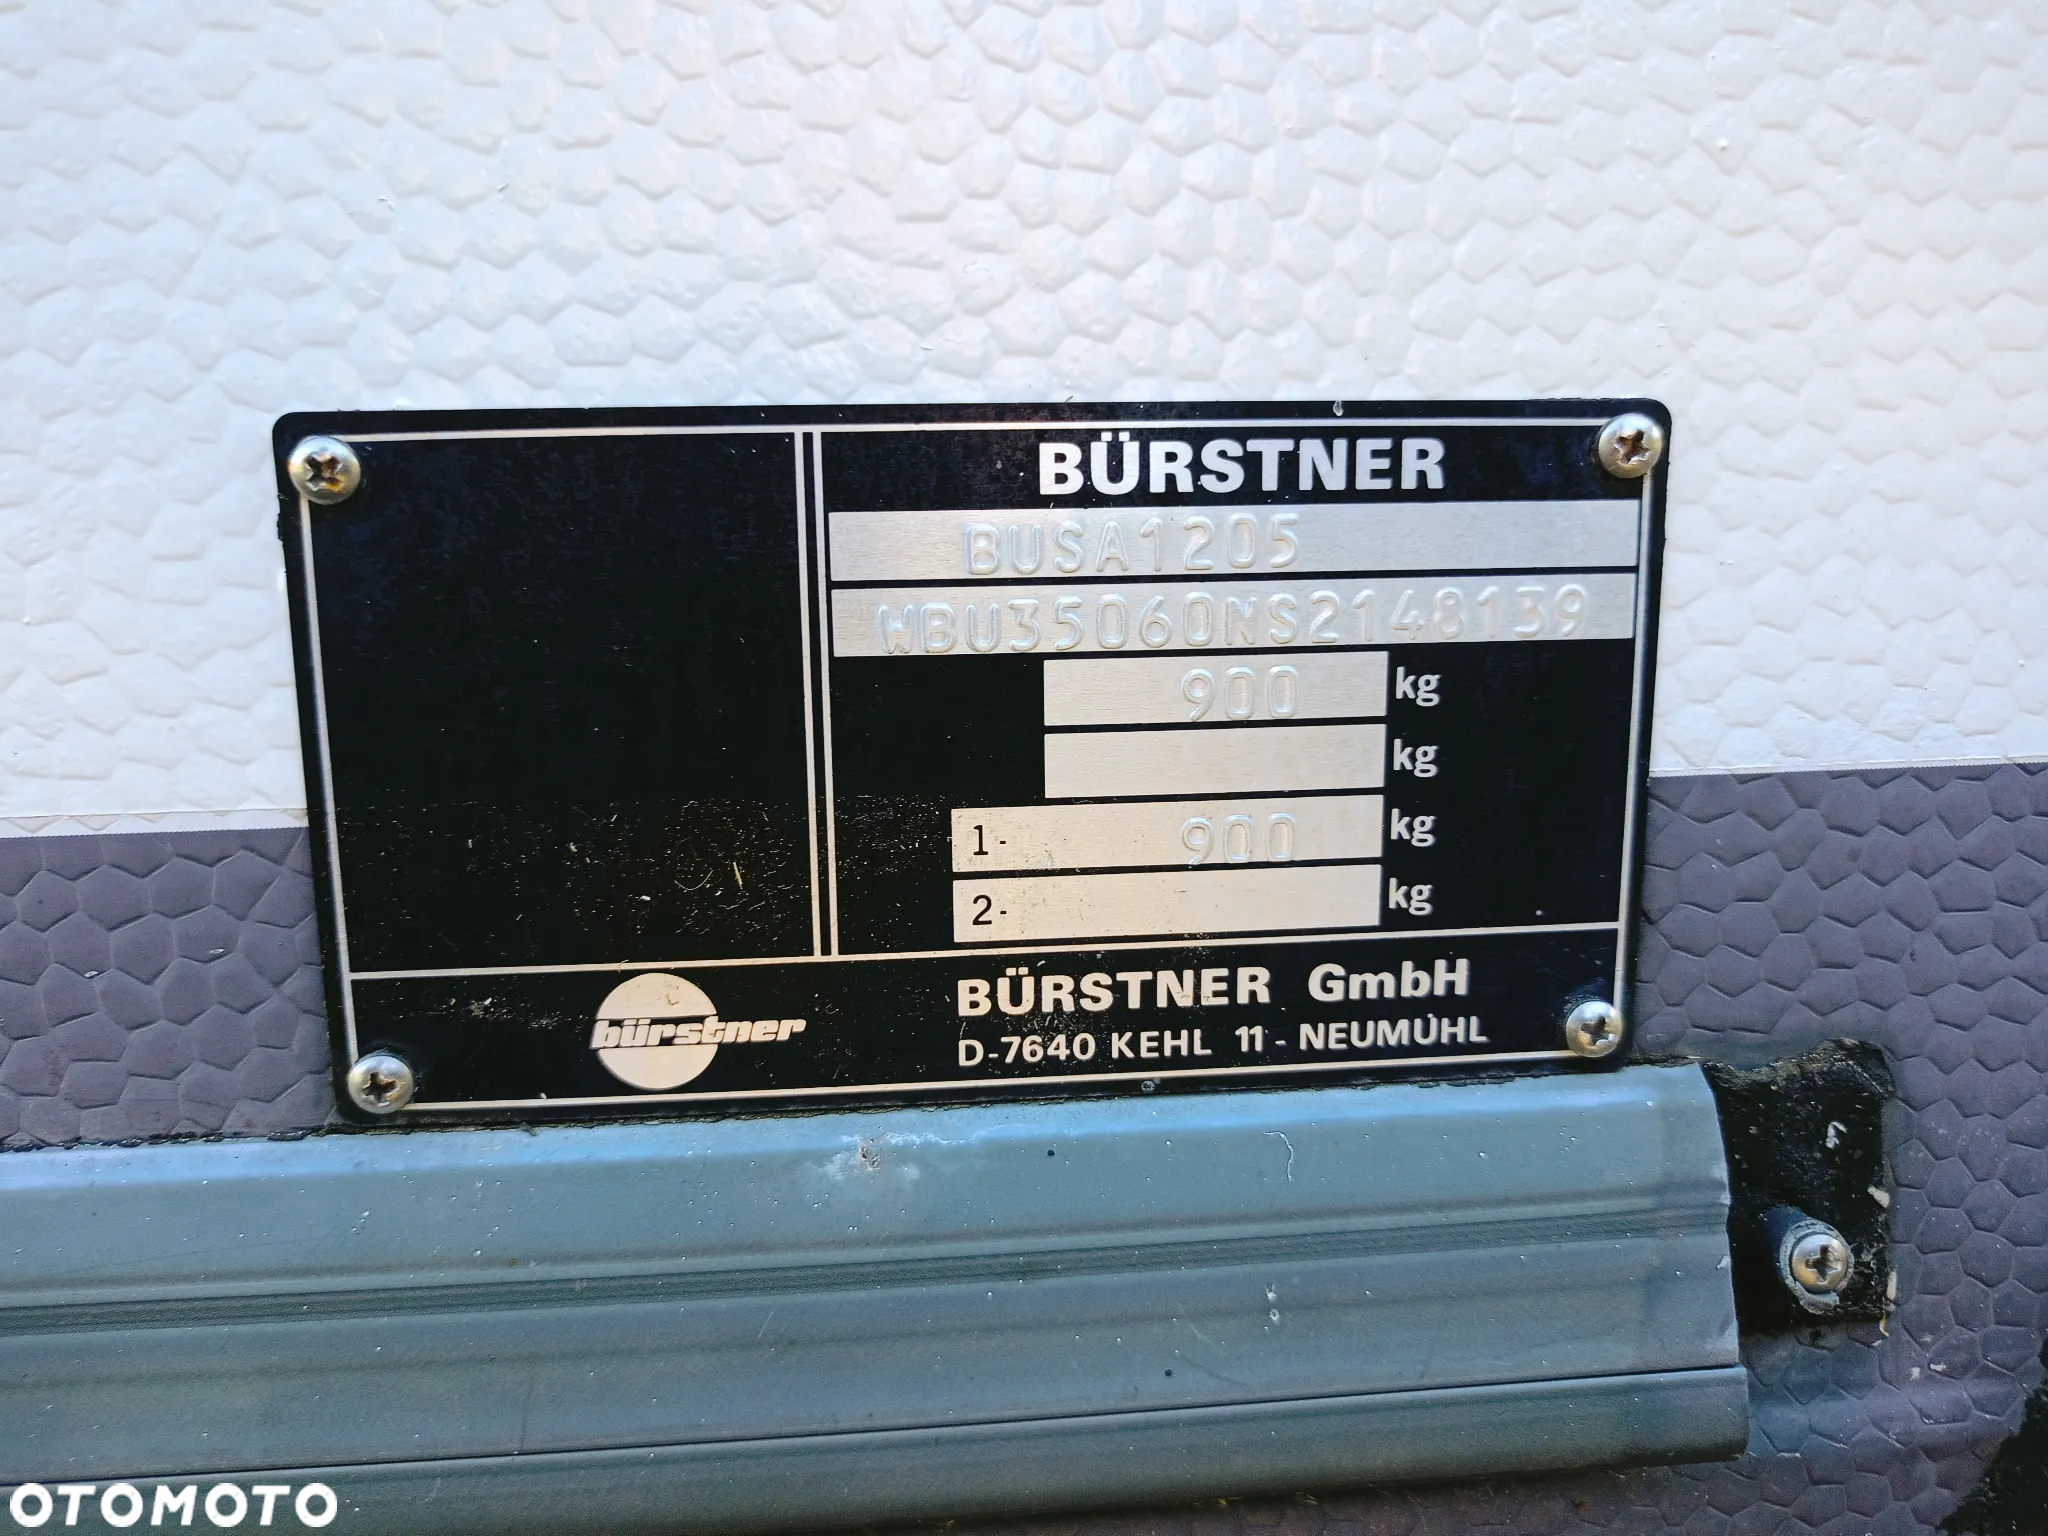 BÜRSTNER
BUSA1205
WBU35060NS2148139
900 kg
kg
1- 900 kg
2- kg
bürstner
BÜRSTNER GmbH
D-7640 KEHL 11 - NEUMÜHL
OTOMOTO